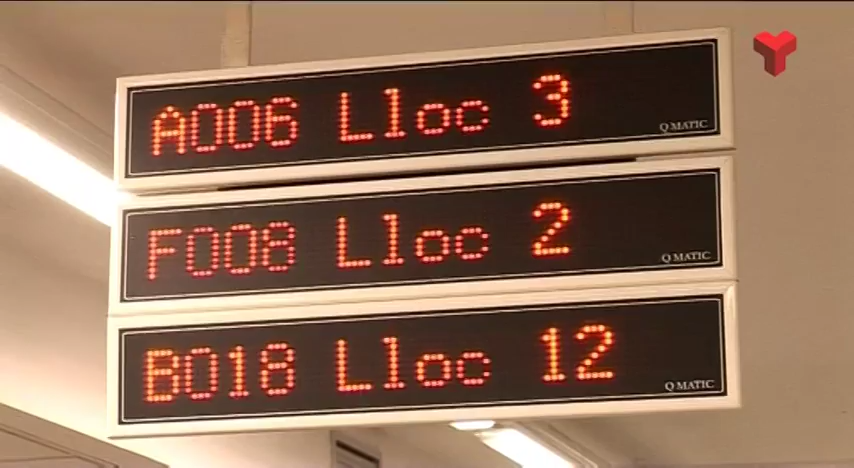 A006 Lloc 3
Q MATIC
F008 Lloc 2
Q MATIC
B018 Lloc 12
Q MATIC